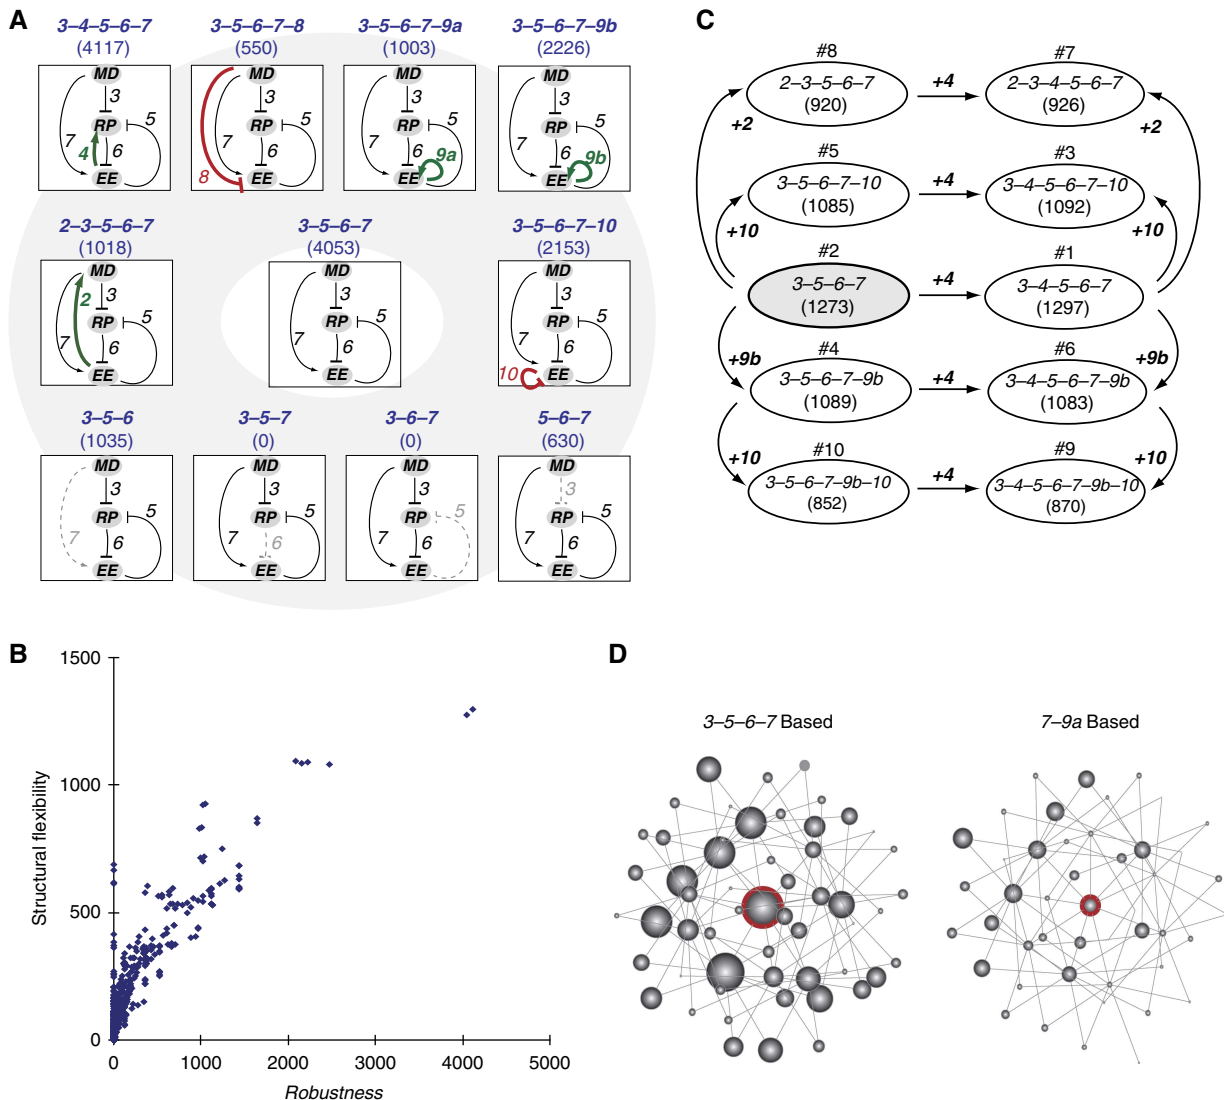 A
3–4–5–6–7
(4117)
3–5–6–7–8
(550)
3–5–6–7–9a
(1003)
3–5–6–7–9b
(2226)
MD
3
RP
5
7
4
6
EE
MD
3
RP
5
7
6
8
EE
MD
3
RP
5
7
6
9a
EE
MD
3
RP
5
7
6
9b
EE
2–3–5–6–7
(1018)
3–5–6–7
(4053)
3–5–6–7–10
(2153)
MD
2
3
RP
5
7
6
EE
MD
3
RP
5
7
6
EE
MD
3
RP
5
7
6
10
EE
3–5–6
(1035)
3–5–7
(0)
3–6–7
(0)
5–6–7
(630)
MD
3
RP
5
7
6
EE
MD
3
RP
5
7
6
EE
MD
3
RP
5
7
6
EE
MD
3
RP
5
7
6
EE
B
1500
1000
500
0
Structural flexibility
0
1000
2000
3000
4000
5000
Robustness
C
#8
2–3–5–6–7
(920)
+4
#7
2–3–4–5–6–7
(926)
+2
+2
#5
3–5–6–7–10
(1085)
+4
#3
3–4–5–6–7–10
(1092)
+10
+10
#2
3–5-6–7
(1273)
+4
#1
3–4–5–6–7
(1297)
+9b
+9b
#4
3–5–6–7–9b
(1089)
+4
#6
3–4–5–6–7–9b
(1083)
+10
+10
#10
3–5–6–7–9b–10
(852)
+4
#9
3–4–5–6–7–9b–10
(870)
D
3–5–6–7 Based
7–9a Based